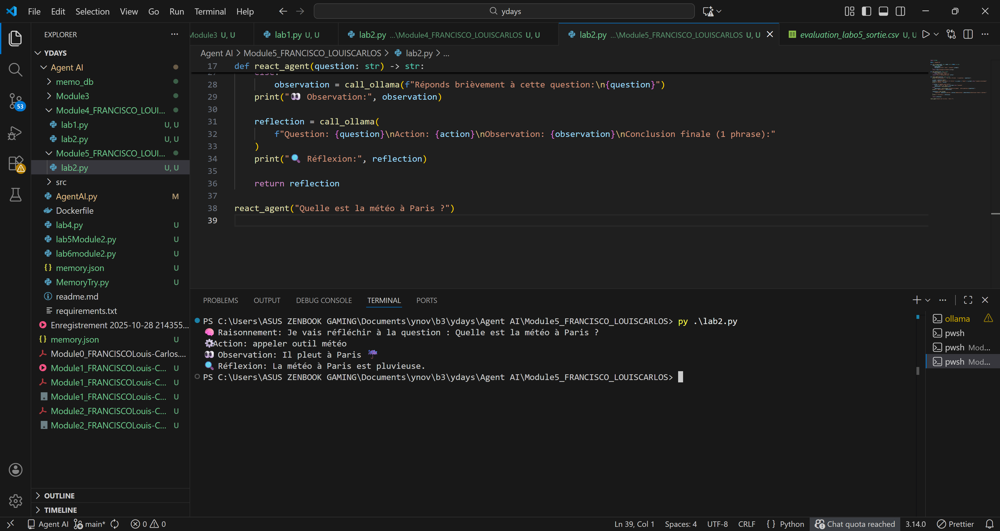 File Edit Selection View Go Run Terminal Help
ydays
EXPLORER
YDAYS
Agent AI
memo_db
Module3
Module4_FRANCISCO_LOUI...
lab1.py U, U
lab2.py U, U
Module5_FRANCISCO_LOUI...
lab2.py U, U
src
AgentAI.py M
Dockerfile
lab4.py U
lab5Module2.py U
lab6module2.py U
memory.json U
MemoryTry.py U
readme.md
requirements.txt
Enregistrement 2025-10-28 214355...
memory.json U
Module0_FRANCISCOLouis-Carlos....
Module1_FRANCISCOLouis-C... U
Module1_FRANCISCOLouis-C... U
Module1_FRANCISCOLouis-C... U
Module2_FRANCISCOLouis-C... U
Module2_FRANCISCOLouis-C... U
OUTLINE
TIMELINE
53
Module3 U, U
lab1.py U, U
lab2.py ...\Module4_FRANCISCO_LOUISCARLOS U, U
lab2.py ...\Module5_FRANCISCO_LOUISCARLOS U, U
evaluation_labo5_sortie.csv U, U
Agent AI > Module5_FRANCISCO_LOUISCARLOS > lab2.py > ...
17 def react_agent(question: str) -> str:
27 else:
28 observation = call_ollama(f"Réponds brièvement à cette question:\n{question}")
29 print("👀 Observation:", observation)
30
31 reflection = call_ollama(
32 f"Question: {question}\nAction: {action}\nObservation: {observation}\nConclusion finale (1 phrase):"
33 )
34 print("🔍 Réflexion:", reflection)
35
36 return reflection
37
38 react_agent("Quelle est la météo à Paris ?")
39
PROBLEMS OUTPUT DEBUG CONSOLE TERMINAL PORTS
PS C:\Users\ASUS ZENBOOK GAMING\Documents\ynov\b3\ydays\Agent AI\Module5_FRANCISCO_LOUISCARLOS> py .\lab2.py
🧠 Raisonnement: Je vais réfléchir à la question : Quelle est la météo à Paris ?
⚙️Action: appeler outil météo
👀 Observation: Il pleut à Paris ☔
🔍 Réflexion: La météo à Paris est pluvieuse.
PS C:\Users\ASUS ZENBOOK GAMING\Documents\ynov\b3\ydays\Agent AI\Module5_FRANCISCO_LOUISCARLOS>
ollama
pwsh
pwsh Mod...
pwsh Mod...
Agent AI main* 0 0
Ln 39, Col 1 Spaces: 4 UTF-8 CRLF { } Python Chat quota reached 3.14.0 Prettier